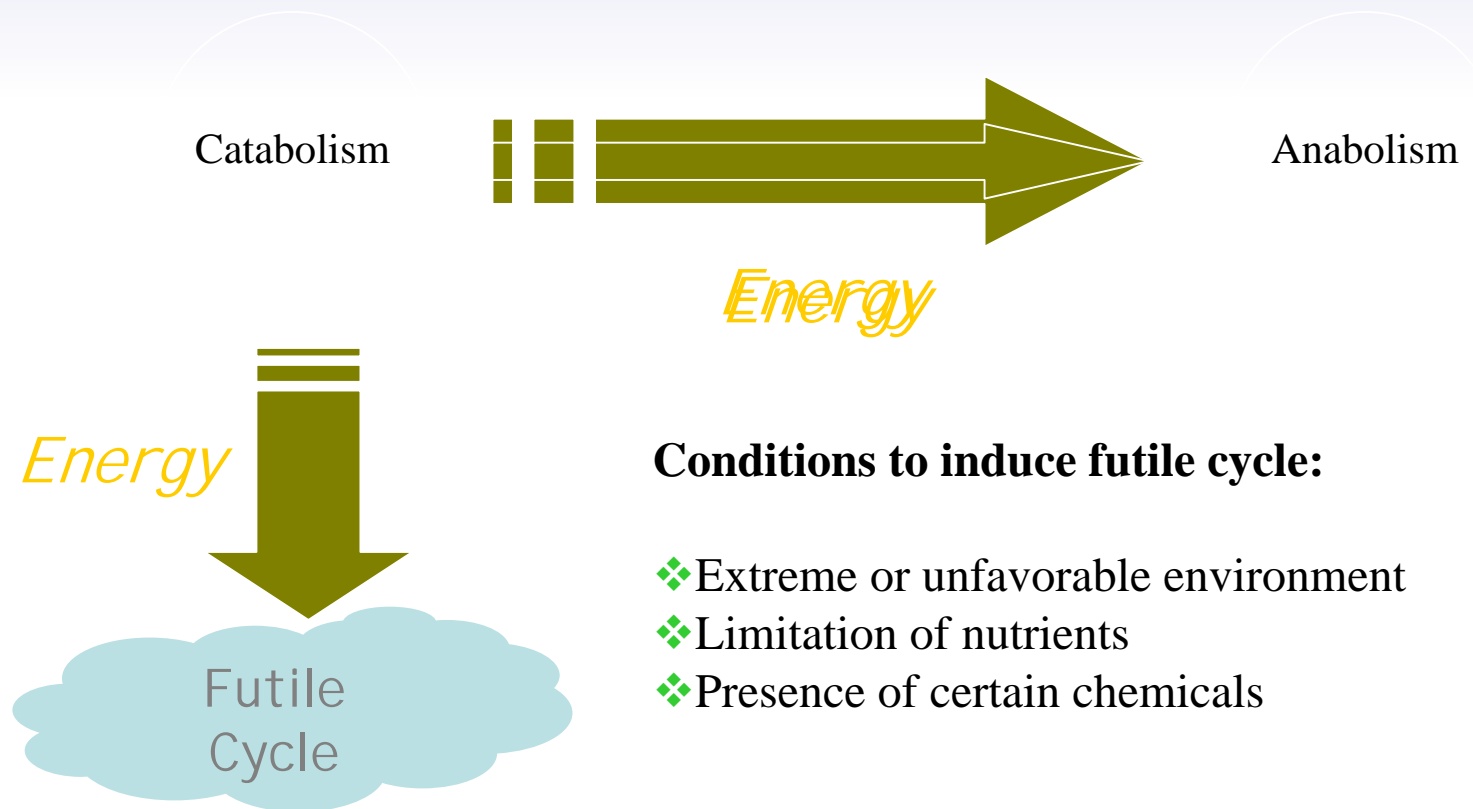 Catabolism
Anabolism
Energy
Energy
Conditions to induce futile cycle:
❖Extreme or unfavorable environment
❖Limitation of nutrients
❖Presence of certain chemicals
Futile
Cycle